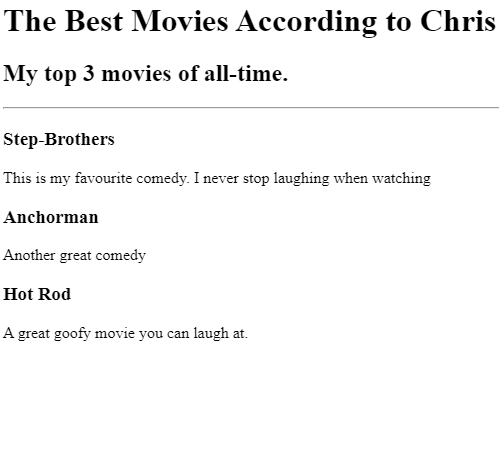 The Best Movies According to Chris
My top 3 movies of all-time.
Step-Brothers
This is my favourite comedy. I never stop laughing when watching
Anchorman
Another great comedy
Hot Rod
A great goofy movie you can laugh at.